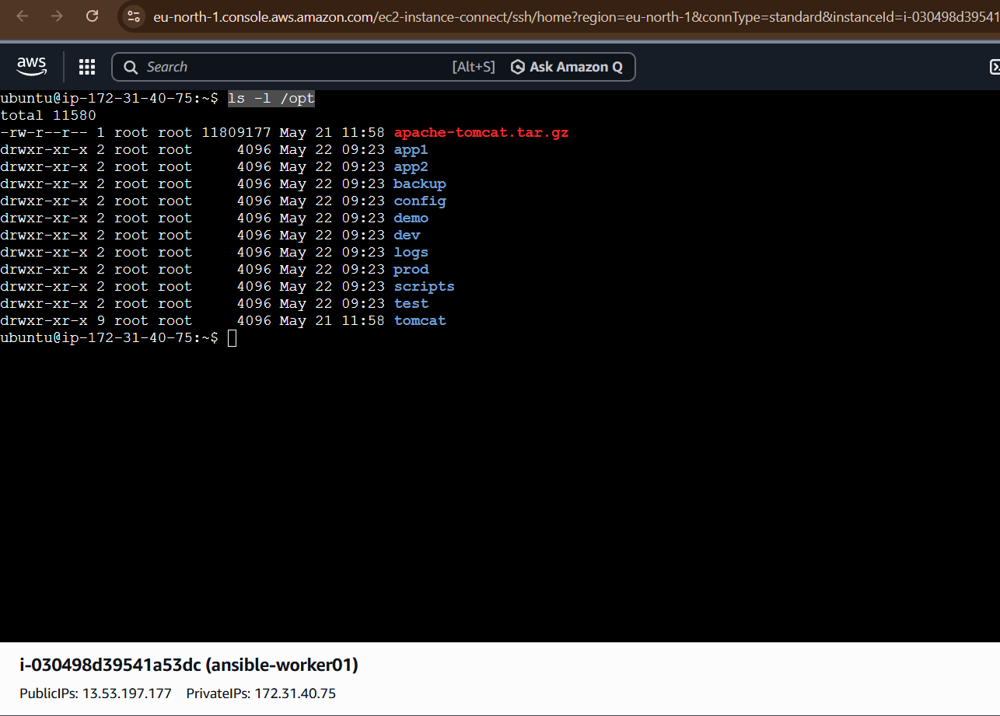 eu-north-1.console.aws.amazon.com/ec2-instance-connect/ssh/home?region=eu-north-1&connType=standard&instanceId=i-030498d39541
aws Search [Alt+S] Ask Amazon Q
ubuntu@ip-172-31-40-75:~$ ls -l /opt
total 11580
-rw-r--r-- 1 root root 11809177 May 21 11:58 apache-tomcat.tar.gz
drwxr-xr-x 2 root root     4096 May 22 09:23 app1
drwxr-xr-x 2 root root     4096 May 22 09:23 app2
drwxr-xr-x 2 root root     4096 May 22 09:23 backup
drwxr-xr-x 2 root root     4096 May 22 09:23 config
drwxr-xr-x 2 root root     4096 May 22 09:23 demo
drwxr-xr-x 2 root root     4096 May 22 09:23 dev
drwxr-xr-x 2 root root     4096 May 22 09:23 logs
drwxr-xr-x 2 root root     4096 May 22 09:23 prod
drwxr-xr-x 2 root root     4096 May 22 09:23 scripts
drwxr-xr-x 2 root root     4096 May 22 09:23 test
drwxr-xr-x 9 root root     4096 May 21 11:58 tomcat
ubuntu@ip-172-31-40-75:~$
i-030498d39541a53dc (ansible-worker01)
PublicIPs: 13.53.197.177 PrivateIPs: 172.31.40.75